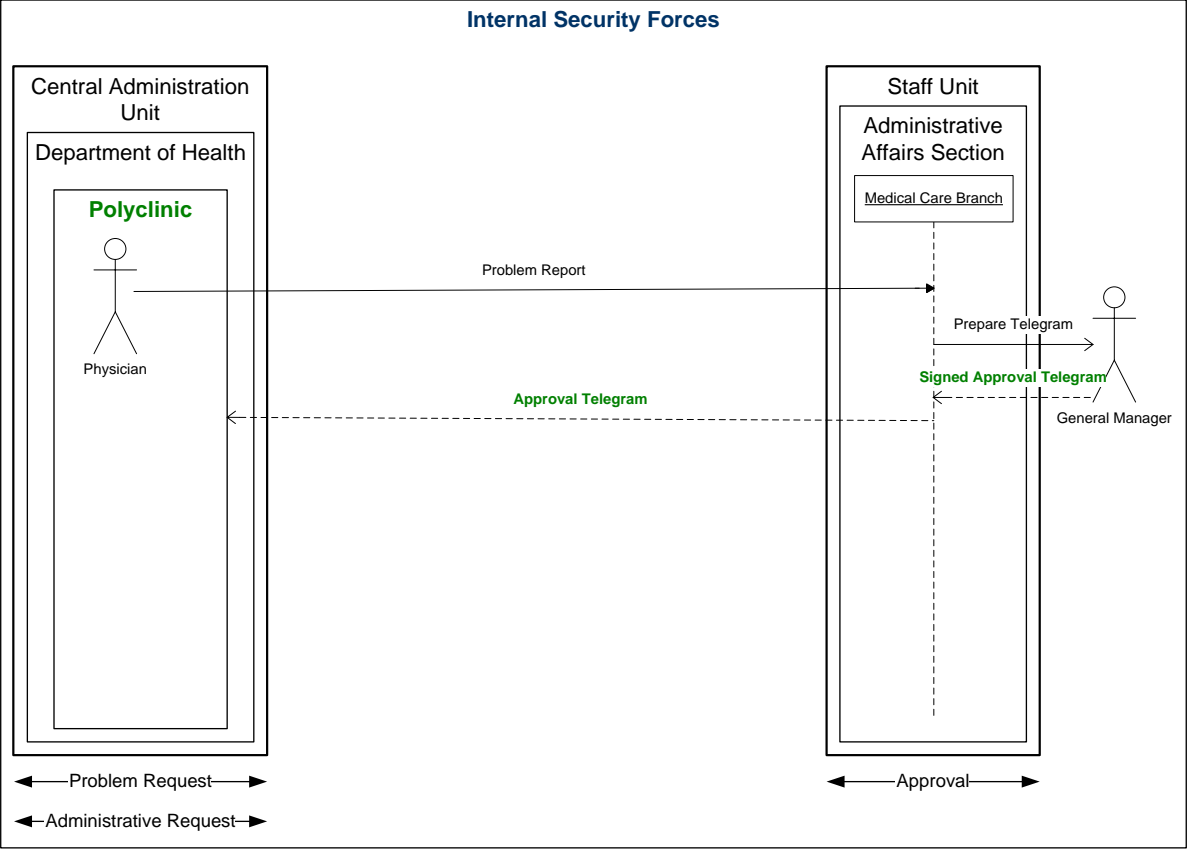 Internal Security Forces
Central Administration
Unit
Department of Health
Polyclinic
Physician
Staff Unit
Administrative
Affairs Section
Medical Care Branch
Problem Report
Prepare Telegram
Signed Approval Telegram
Approval Telegram
General Manager
Problem Request
Approval
Administrative Request